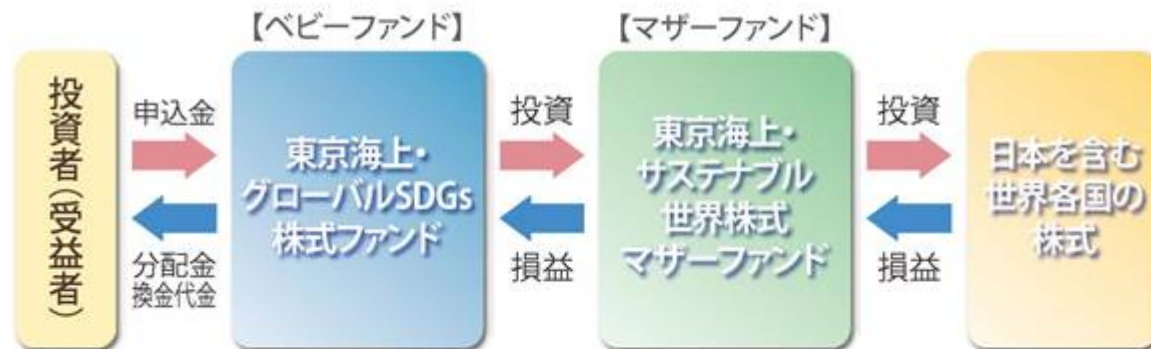 【ベビーファンド】
【マザーファンド】
投資者(受益者)
申込金
分配金
換金代金
東京海上・
グローバルSDGs
株式ファンド
投資
損益
東京海上・
サステナブル
世界株式
マザーファンド
投資
損益
日本を含む
世界各国の
株式